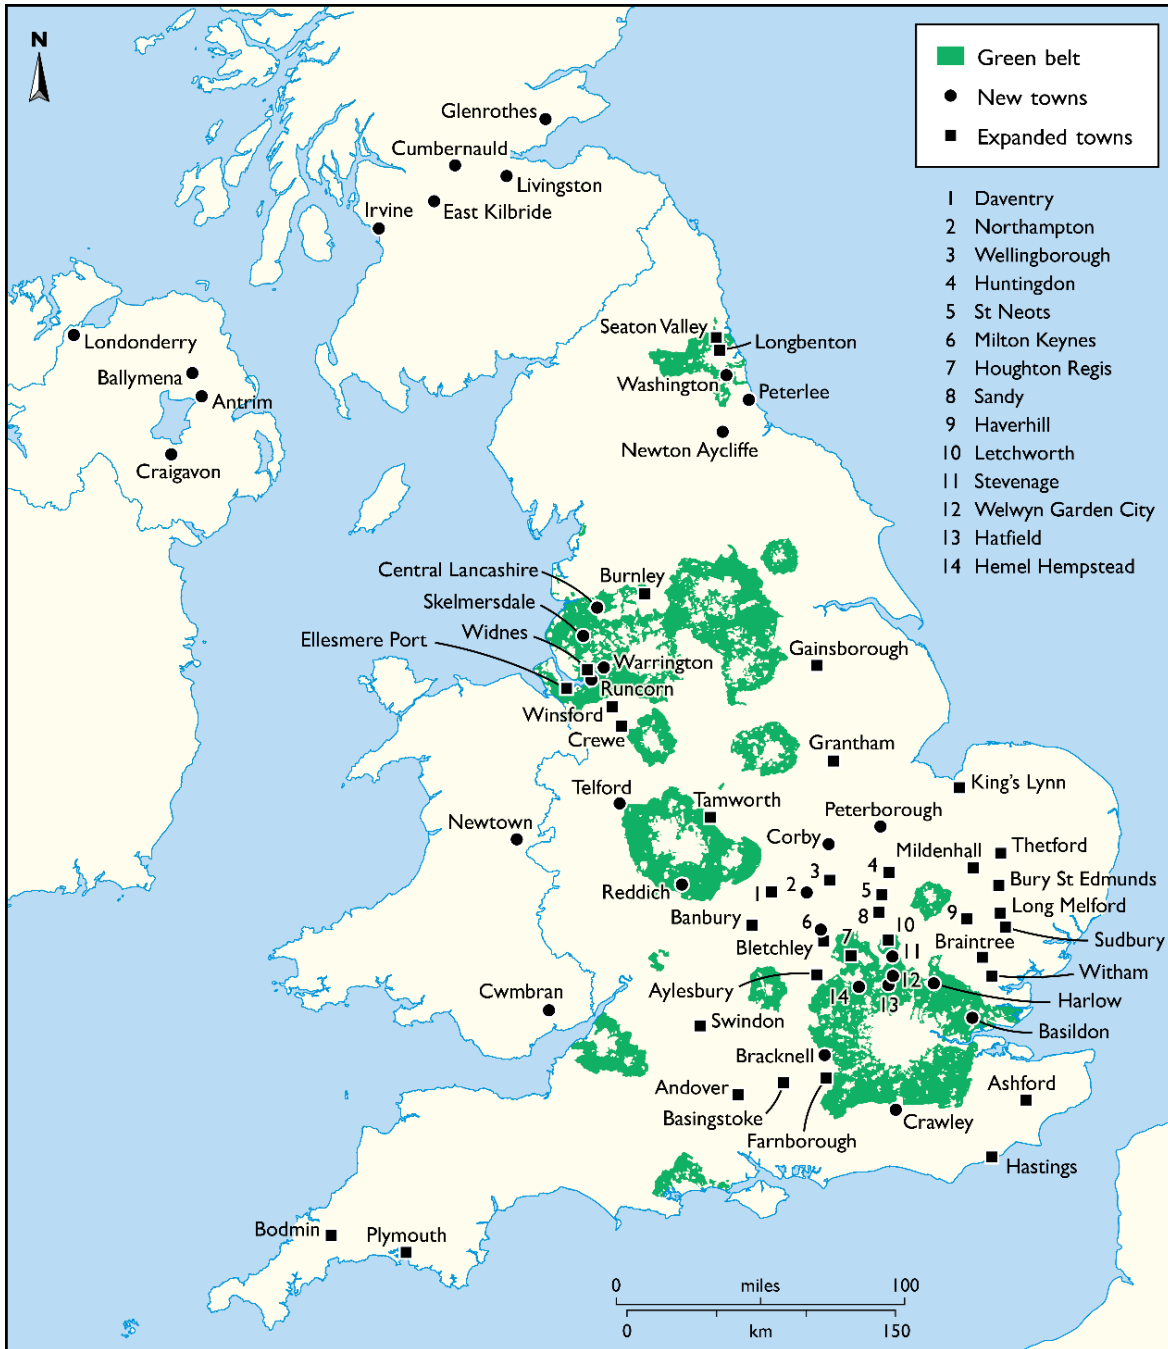 N
Green belt
New towns
Expanded towns
1 Daventry
2 Northampton
3 Wellingborough
4 Huntingdon
5 St Neots
6 Milton Keynes
7 Houghton Regis
8 Sandy
9 Haverhill
10 Letchworth
11 Stevenage
12 Welwyn Garden City
13 Hatfield
14 Hemel Hempstead
Glenrothes
Cumbernauld
Livingston
East Kilbride
Irvine
Londonderry
Ballymena
Antrim
Craigavon
Seaton Valley
Longbenton
Washington
Peterlee
Newton Aycliffe
Central Lancashire
Burnley
Skelmersdale
Widnes
Ellesmere Port
Warrington
Runcorn
Winsford
Crewe
Gainsborough
Grantham
King's Lynn
Telford
Tamworth
Newtown
Peterborough
Corby
Mildenhall
Thetford
Reddich
1
2
3
4
5
Bury St Edmunds
Long Melford
8
9
Banbury
6
Sudbury
Bletchley
7
10
Braintree
11
Witham
Aylesbury
12
14
13
Harlow
Cwmbran
Basildon
Swindon
Bracknell
Andover
Basingstoke
Ashford
Farnborough
Crawley
Hastings
Bodmin
Plymouth
0 miles 100
0 km 150